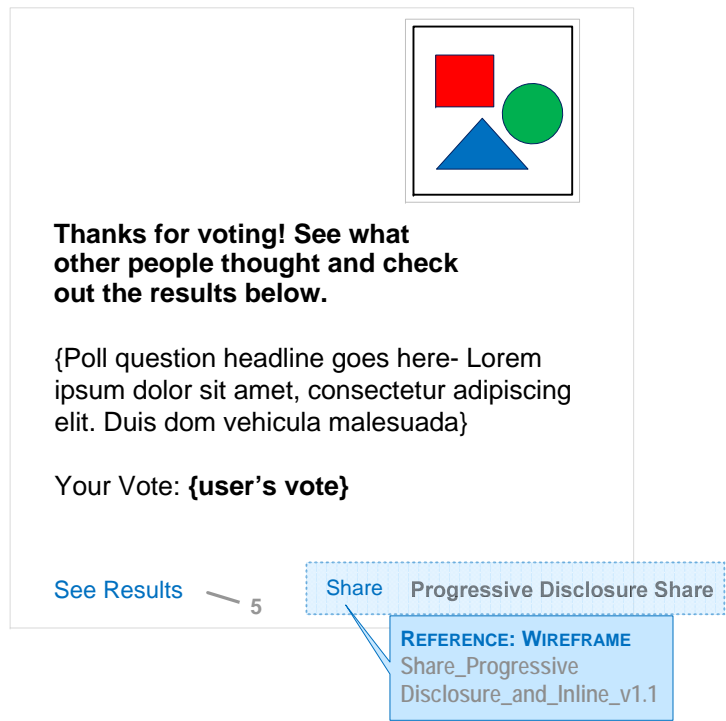 Thanks for voting! See what
other people thought and check
out the results below.
{Poll question headline goes here- Lorem
ipsum dolor sit amet, consectetur adipiscing
elit. Duis dom vehicula malesuada}
Your Vote: {user’s vote}
See Results
5
Share
Progressive Disclosure Share
REFERENCE: WIREFRAME
Share_Progressive
Disclosure_and_Inline_v1.1